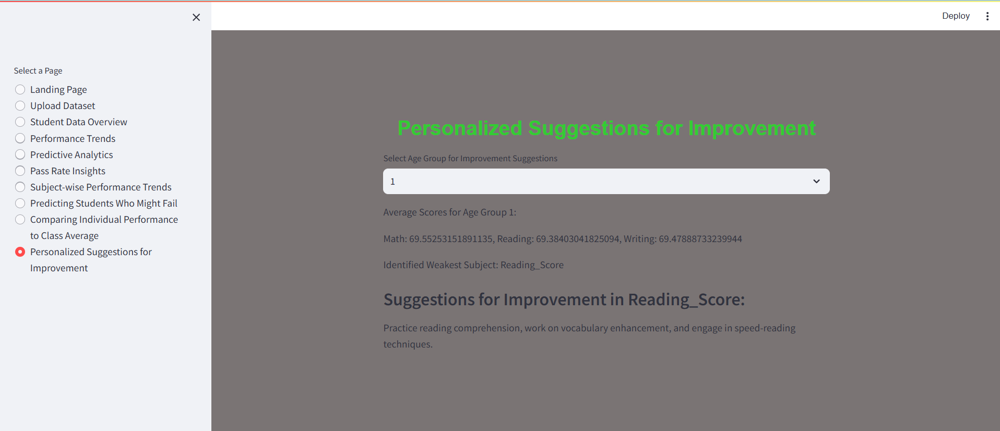 Deploy
Select a Page
Landing Page
Upload Dataset
Student Data Overview
Performance Trends
Predictive Analytics
Pass Rate Insights
Subject-wise Performance Trends
Predicting Students Who Might Fail
Comparing Individual Performance
to Class Average
Personalized Suggestions for
Improvement
Personalized Suggestions for Improvement
Select Age Group for Improvement Suggestions
1
Average Scores for Age Group 1:
Math: 69.55253151891135, Reading: 69.38403041825094, Writing: 69.47888733239944
Identified Weakest Subject: Reading_Score
Suggestions for Improvement in Reading_Score:
Practice reading comprehension, work on vocabulary enhancement, and engage in speed-reading
techniques.